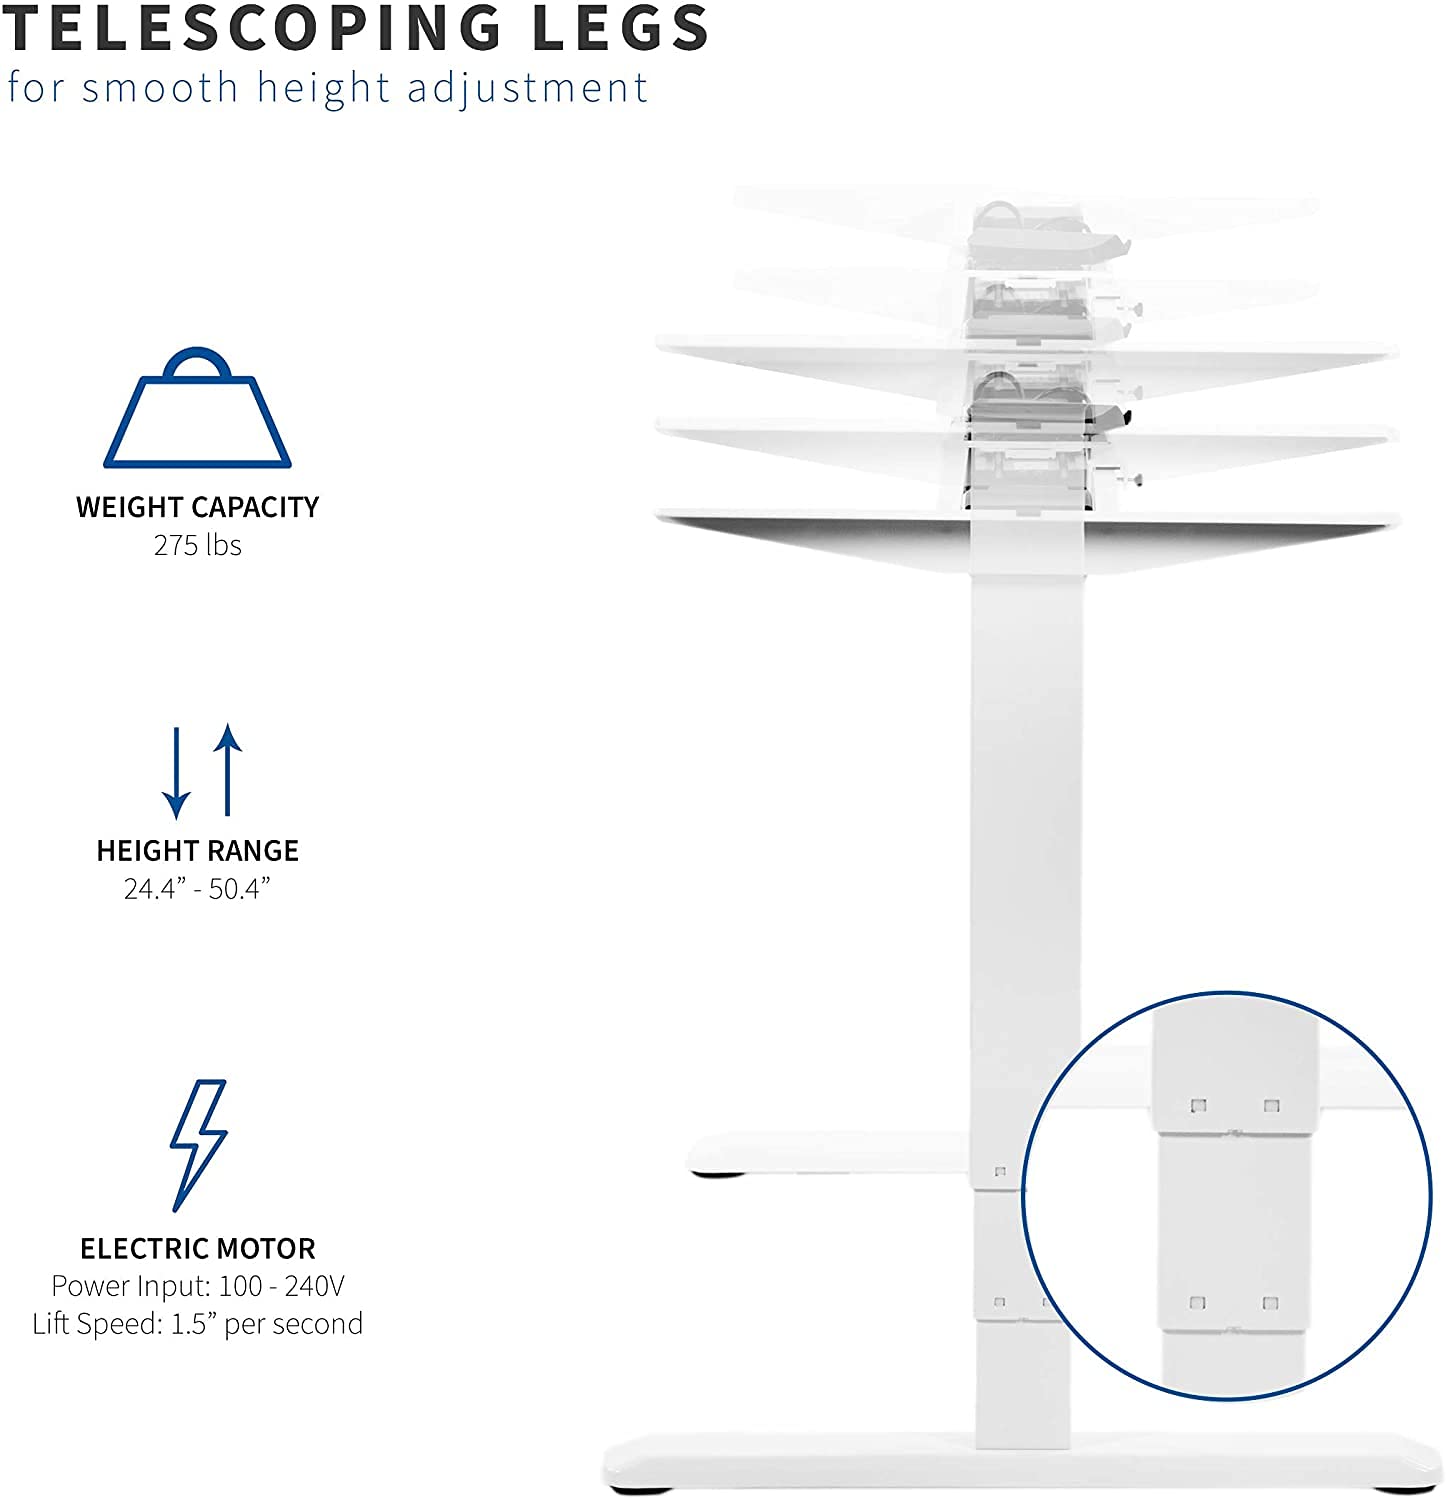 TELESCOPING LEGS
for smooth height adjustment
WEIGHT CAPACITY
275 lbs
HEIGHT RANGE
24.4” - 50.4”
ELECTRIC MOTOR
Power Input: 100 - 240V
Lift Speed: 1.5” per second